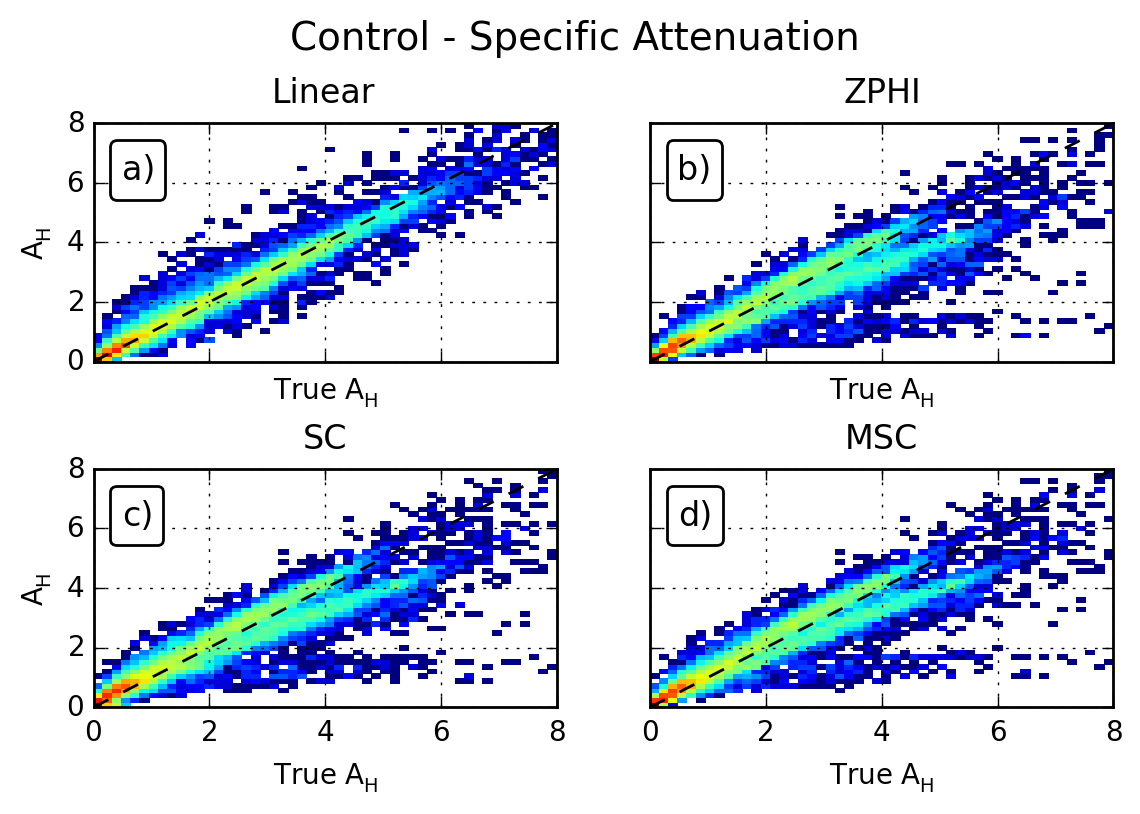 Control - Specific Attenuation
Linear
ZPHI
8
6
4
2
0
A_H
a)
b)
True A_H
True A_H
SC
MSC
8
6
4
2
0
A_H
c)
d)
0 2 4 6 8
0 2 4 6 8
True A_H
True A_H